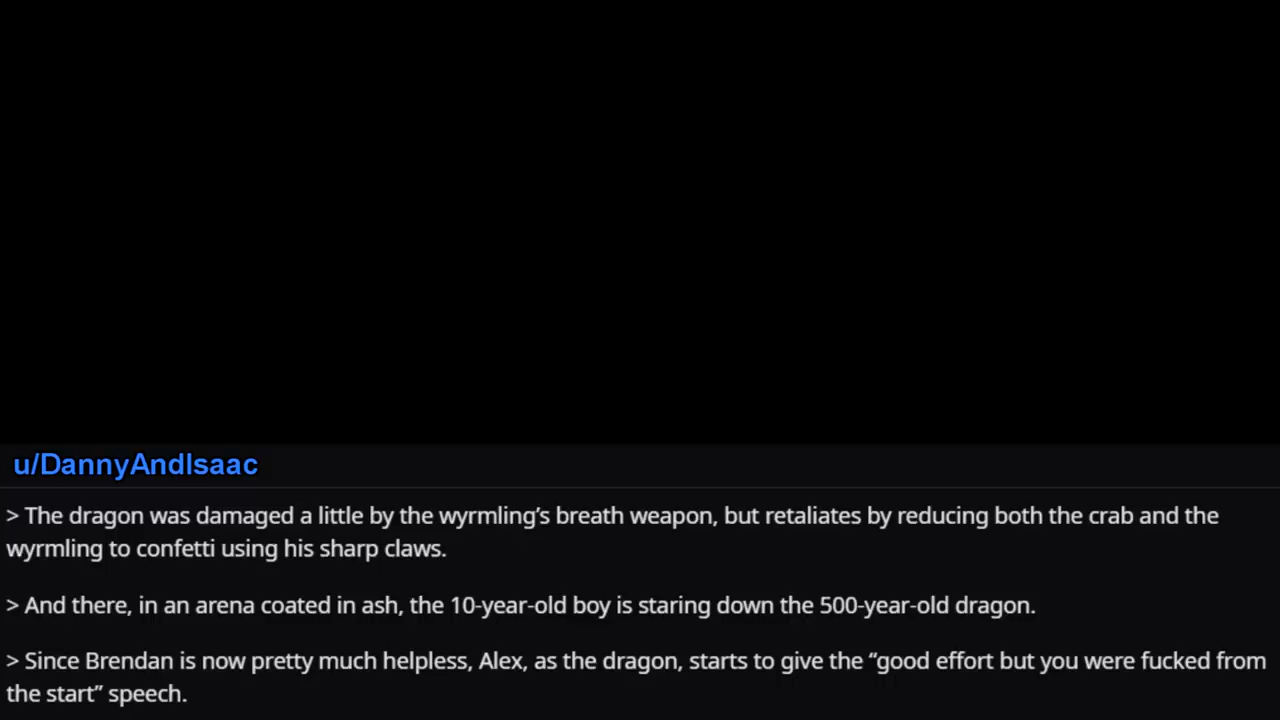 u/DannyAndIsaac
> The dragon was damaged a little by the wyrmling’s breath weapon, but retaliates by reducing both the crab and the
wyrmling to confetti using his sharp claws.
> And there, in an arena coated in ash, the 10-year-old boy is staring down the 500-year-old dragon.
> Since Brendan is now pretty much helpless, Alex, as the dragon, starts to give the “good effort but you were fucked from
the start” speech.